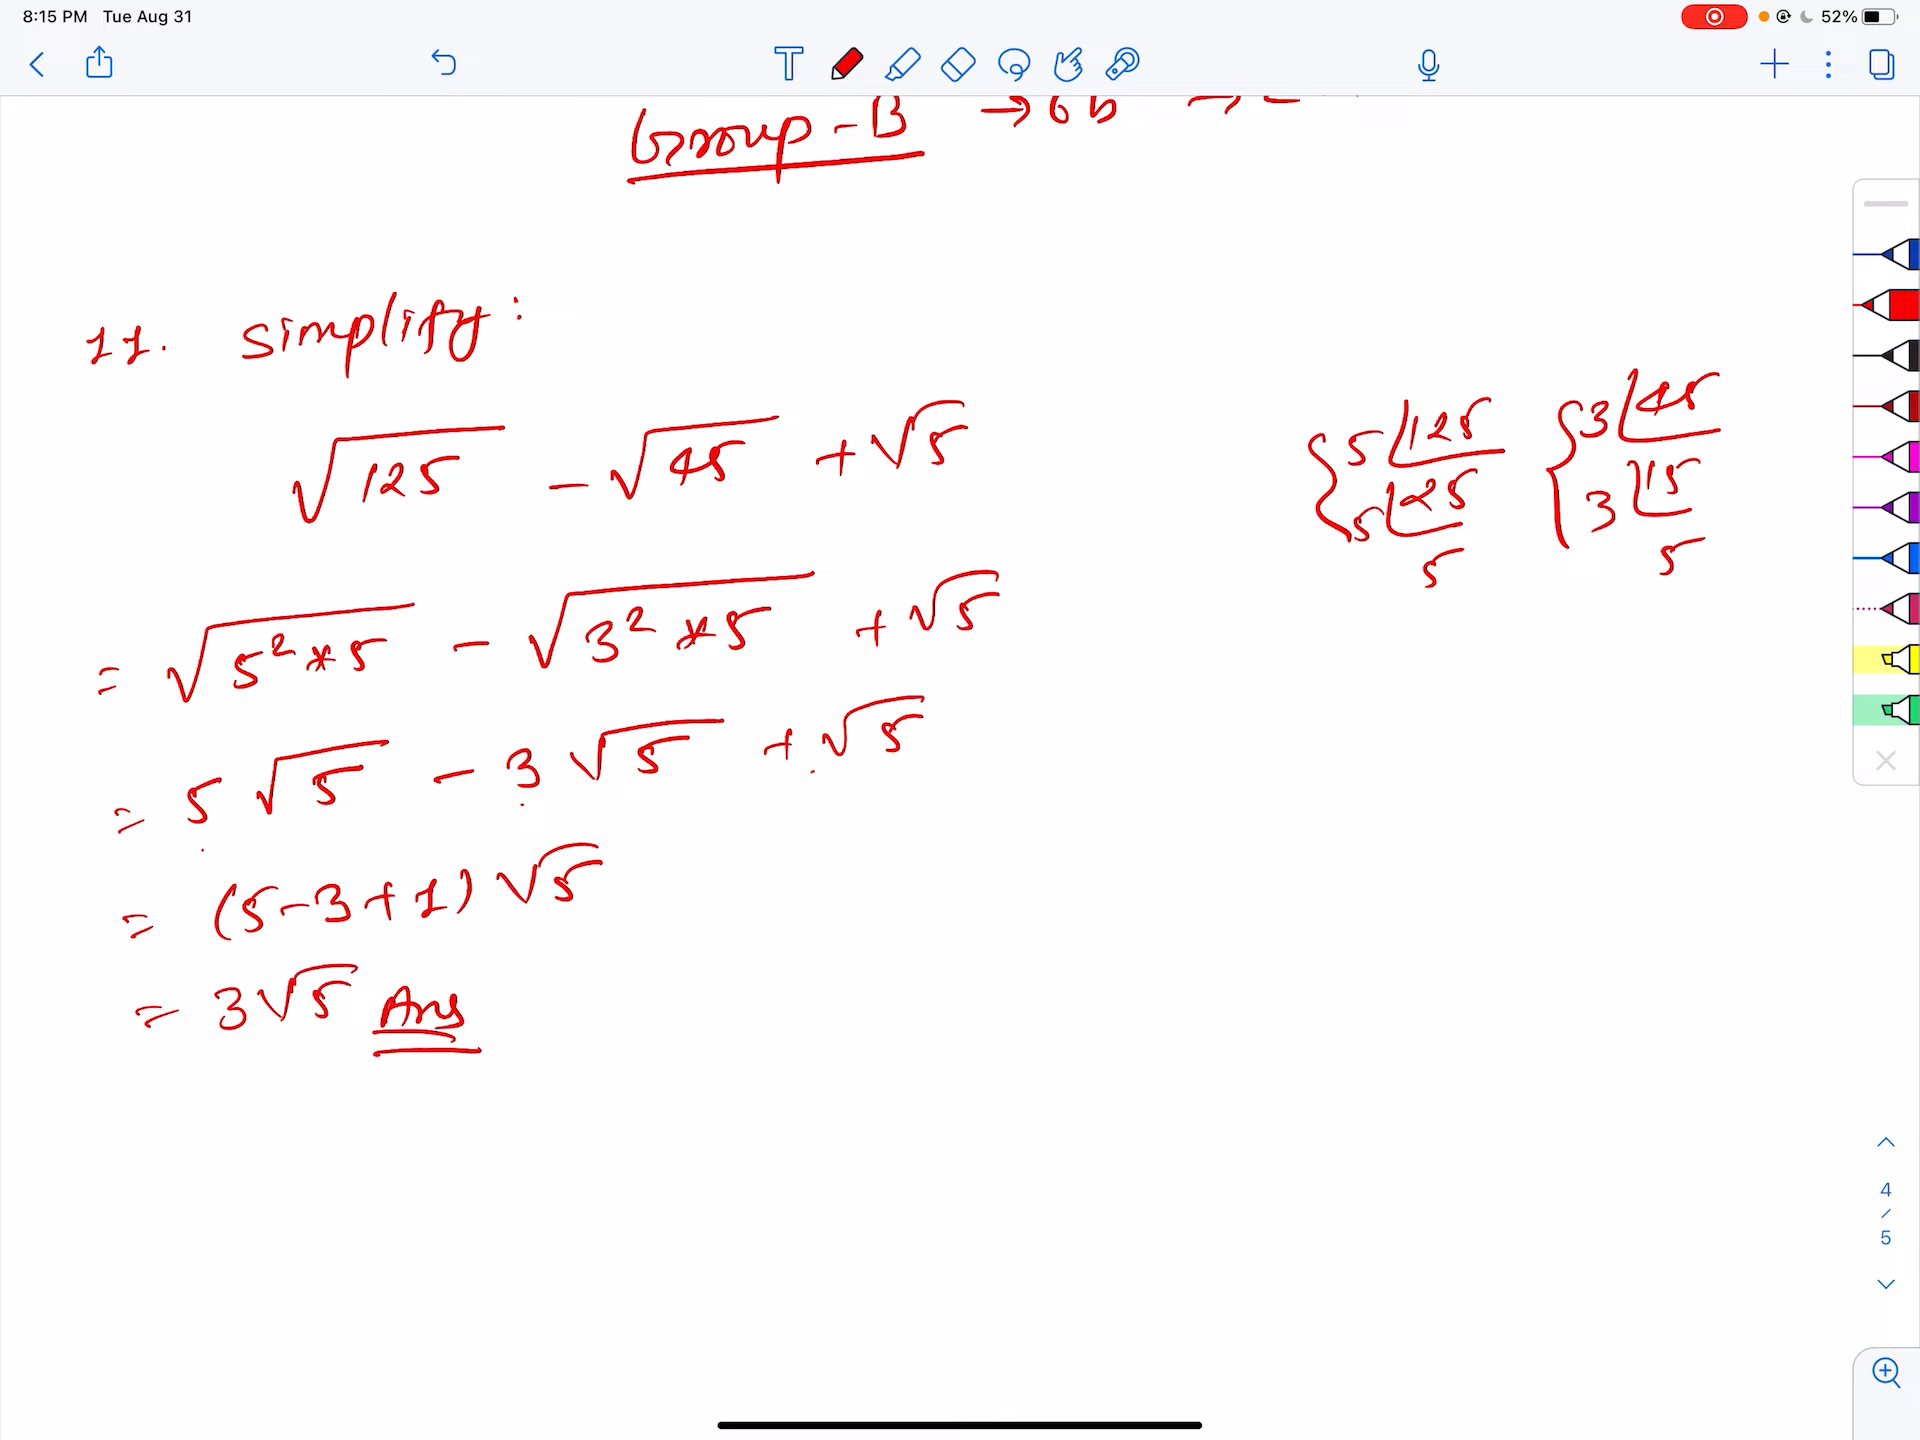 8:15 PM Tue Aug 31
52%
Group-B → 6b →
11. Simplify:
√125 - √45 + √5
5 125
5 25
5
3 45
3 15
5
= √5² * 5 - √3² * 5 + √5
= 5 √5 - 3 √5 + √5
= (5-3+1) √5
= 3√5 Ans
4
/
5